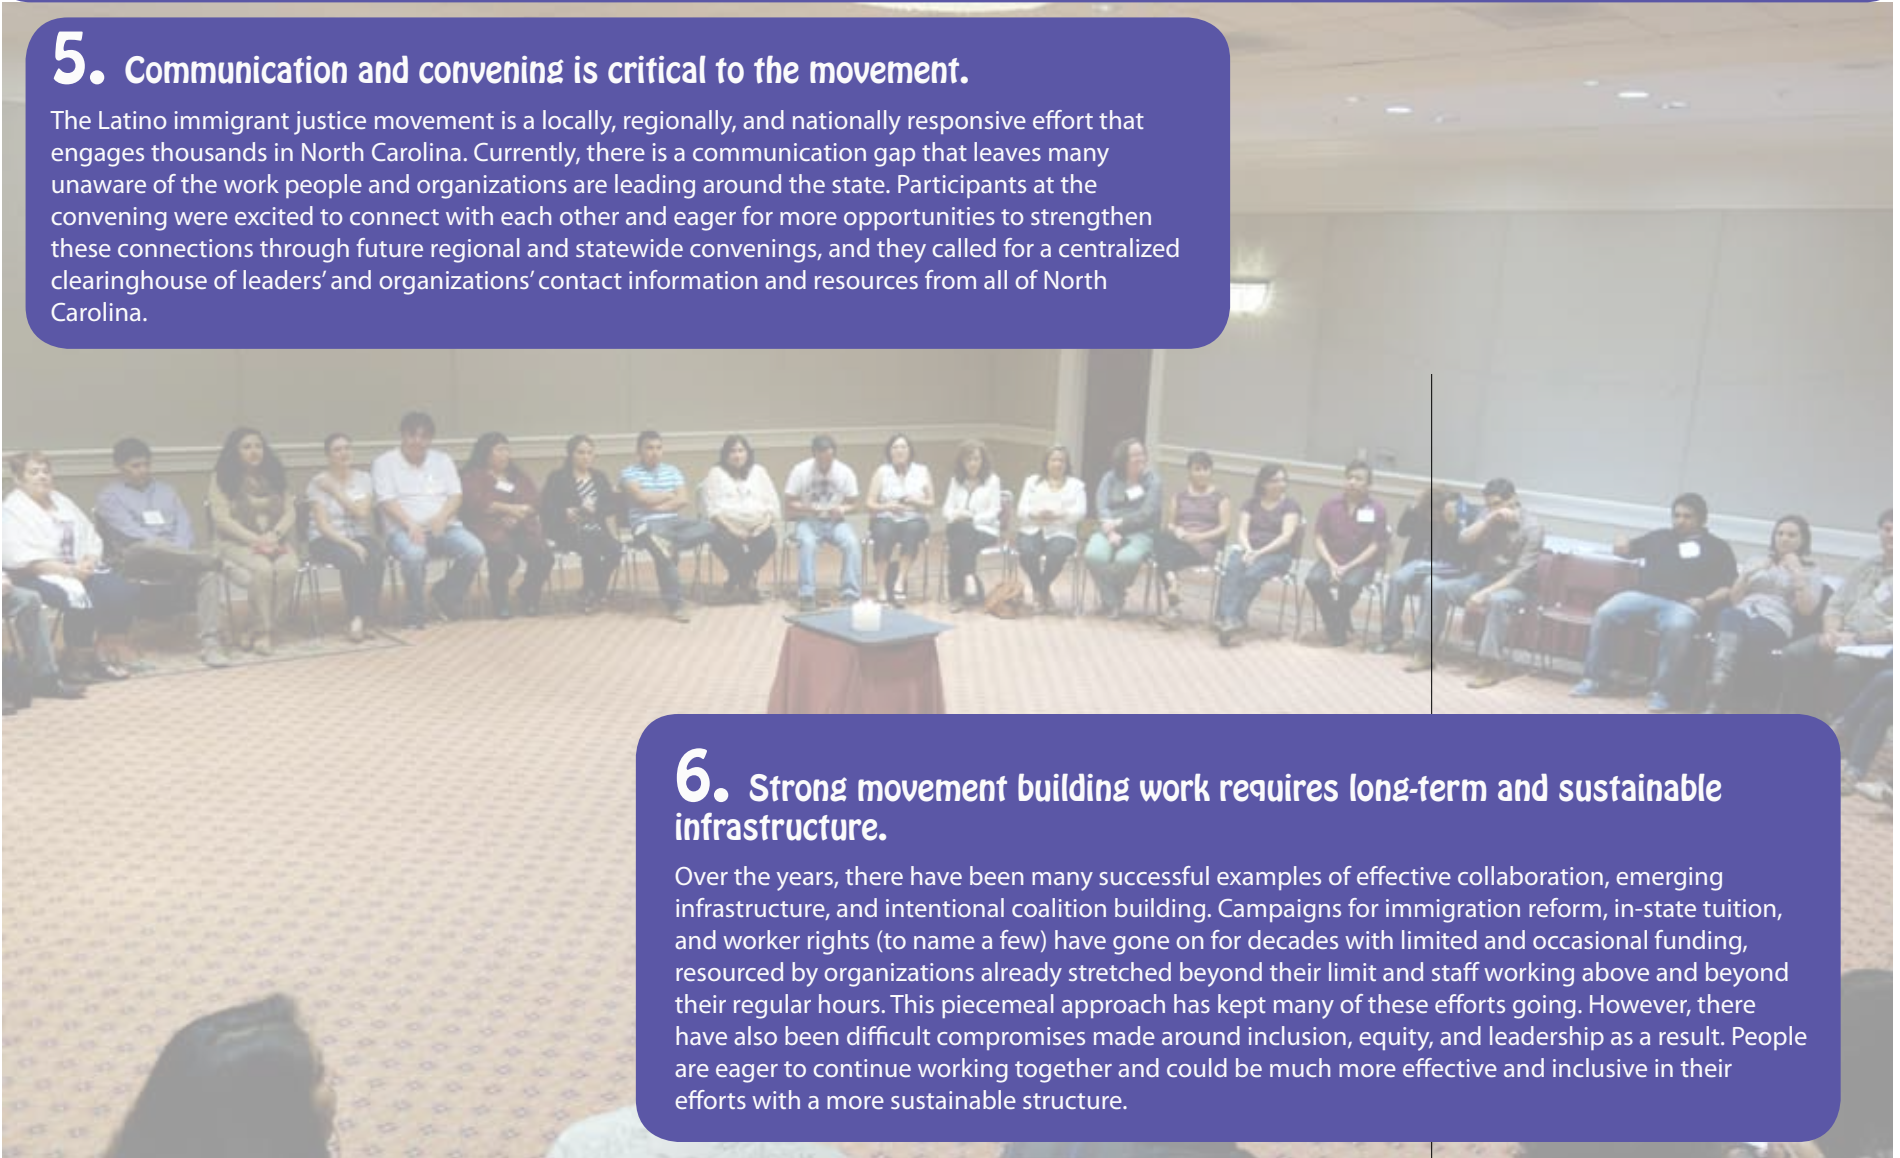 5. Communication and convening is critical to the movement.
The Latino immigrant justice movement is a locally, regionally, and nationally responsive effort that
engages thousands in North Carolina. Currently, there is a communication gap that leaves many
unaware of the work people and organizations are leading around the state. Participants at the
convening were excited to connect with each other and eager for more opportunities to strengthen
these connections through future regional and statewide convenings, and they called for a centralized
clearinghouse of leaders’ and organizations’ contact information and resources from all of North
Carolina.
6. Strong movement building work requires long-term and sustainable
infrastructure.
Over the years, there have been many successful examples of effective collaboration, emerging
infrastructure, and intentional coalition building. Campaigns for immigration reform, in-state tuition,
and worker rights (to name a few) have gone on for decades with limited and occasional funding,
resourced by organizations already stretched beyond their limit and staff working above and beyond
their regular hours. This piecemeal approach has kept many of these efforts going. However, there
have also been difficult compromises made around inclusion, equity, and leadership as a result. People
are eager to continue working together and could be much more effective and inclusive in their
efforts with a more sustainable structure.